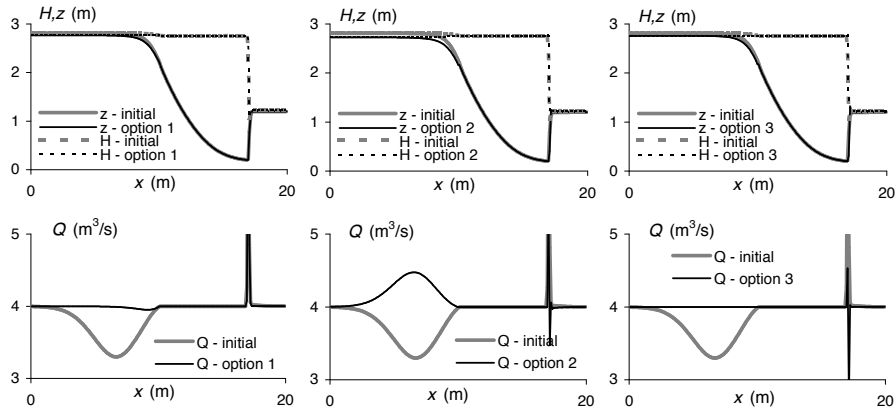 H,z (m)
3
2
1
0
z - initial
z - option 1
H - initial
H - option 1
0
20
x (m)
H,z (m)
3
2
1
0
z - initial
z - option 2
H - initial
H - option 2
0
20
x (m)
H,z (m)
3
2
1
0
z - initial
z - option 3
H - initial
H - option 3
0
20
x (m)
Q (m³/s)
5
4
3
Q - initial
Q - option 1
0
20
x (m)
Q (m³/s)
5
4
3
Q - initial
Q - option 2
0
20
x (m)
Q (m³/s)
5
4
3
Q - initial
Q - option 3
0
20
x (m)